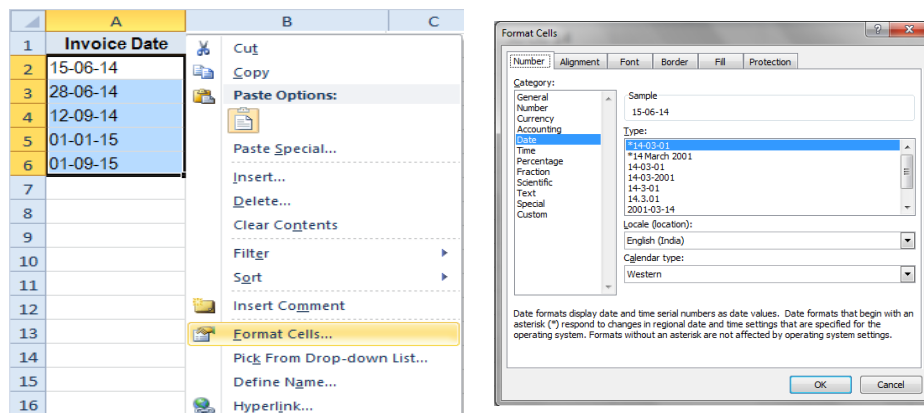 A B C
1 Invoice Date
2 15-06-14
3 28-06-14
4 12-09-14
5 01-01-15
6 01-09-15
7
8
9
10
11
12
13
14
15
16
Cut
Copy
Paste Options:
Paste Special...
Insert...
Delete...
Clear Contents
Filter
Sort
Insert Comment
Format Cells...
Pick From Drop-down List...
Define Name...
Hyperlink...
Format Cells
Number Alignment Font Border Fill Protection
Category:
General
Number
Currency
Accounting
Date
Time
Percentage
Fraction
Scientific
Text
Special
Custom
Sample
15-06-14
Type:
*14-03-01
*14 March 2001
14-03-01
14-03-2001
14-3-01
14.3.01
2001-03-14
Locale (location):
English (India)
Calendar type:
Western
Date formats display date and time serial numbers as date values. Date formats that begin with an
asterisk (*) respond to changes in regional date and time settings that are specified for the
operating system. Formats without an asterisk are not affected by operating system settings.
OK Cancel